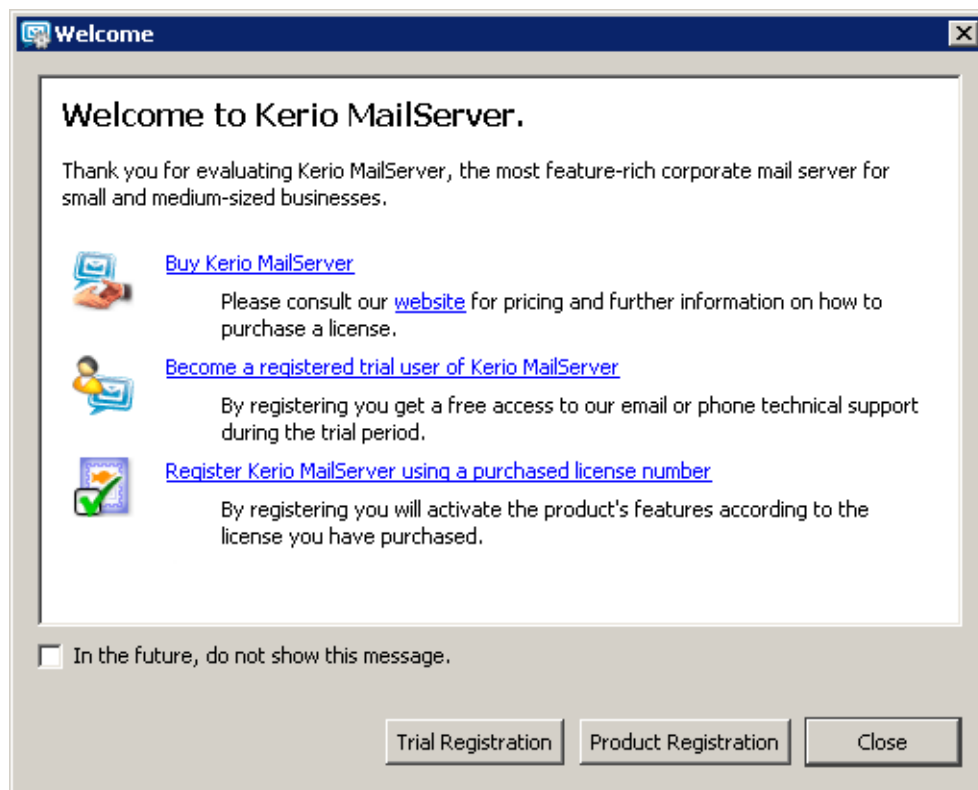 Welcome
Welcome to Kerio MailServer.
Thank you for evaluating Kerio MailServer, the most feature-rich corporate mail server for
small and medium-sized businesses.
Buy Kerio MailServer
Please consult our website for pricing and further information on how to
purchase a license.
Become a registered trial user of Kerio MailServer
By registering you get a free access to our email or phone technical support
during the trial period.
Register Kerio MailServer using a purchased license number
By registering you will activate the product's features according to the
license you have purchased.
In the future, do not show this message.
Trial Registration Product Registration Close